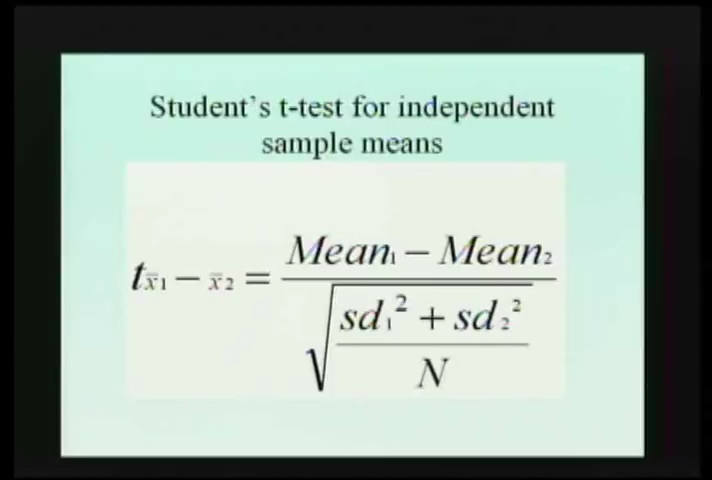 Student's t-test for independent
sample means
t x̄1 − x̄2 =
Mean1 − Mean2
sd1² + sd2²
N